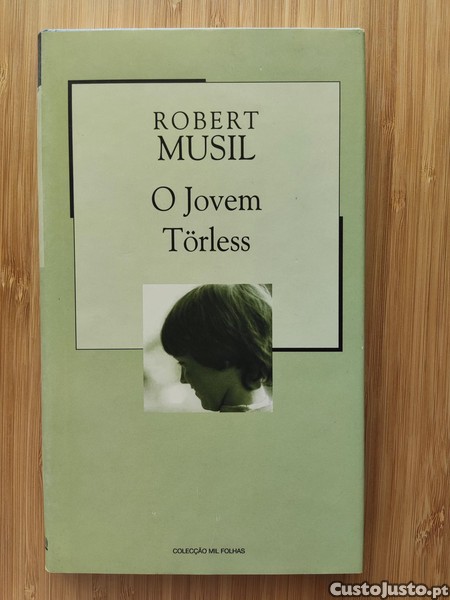 ROBERT
MUSIL
O Jovem
Törless
COLECÇÃO MIL FOLHAS
CustoJusto.pt